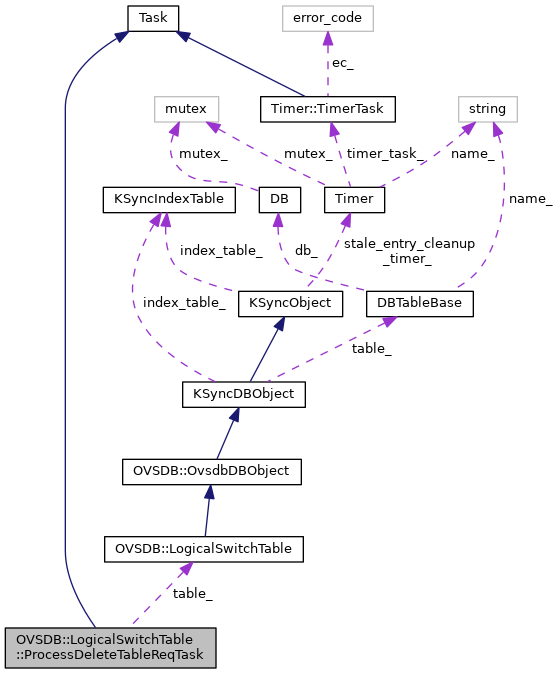 Task
error_code
ec_
mutex
Timer::TimerTask
string
mutex_
mutex_
timer_task_
name_
KSyncIndexTable
DB
Timer
name_
index_table_
db_
stale_entry_cleanup
_timer_
index_table_
KSyncObject
DBTableBase
table_
KSyncDBObject
OVSDB::OvsdbDBObject
OVSDB::LogicalSwitchTable
table_
OVSDB::LogicalSwitchTable
::ProcessDeleteTableReqTask